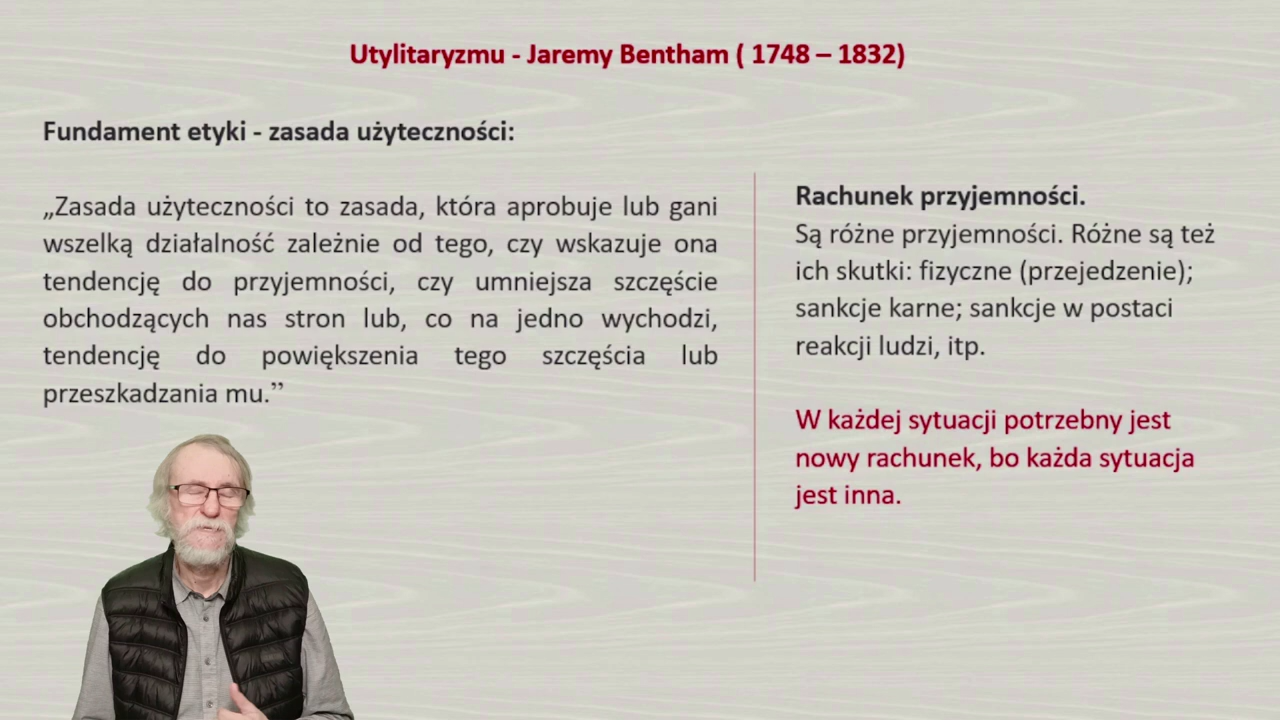 Utylitaryzmu - Jaremy Bentham ( 1748 – 1832)
Fundament etyki - zasada użyteczności:
„Zasada użyteczności to zasada, która aprobuje lub gani
wszelką działalność zależnie od tego, czy wskazuje ona
tendencję do przyjemności, czy umniejsza szczęście
obchodzących nas stron lub, co na jedno wychodzi,
tendencję do powiększenia tego szczęścia lub
przeszkadzania mu.”
Rachunek przyjemności.
Są różne przyjemności. Różne są też
ich skutki: fizyczne (przejedzenie);
sankcje karne; sankcje w postaci
reakcji ludzi, itp.
W każdej sytuacji potrzebny jest
nowy rachunek, bo każda sytuacja
jest inna.